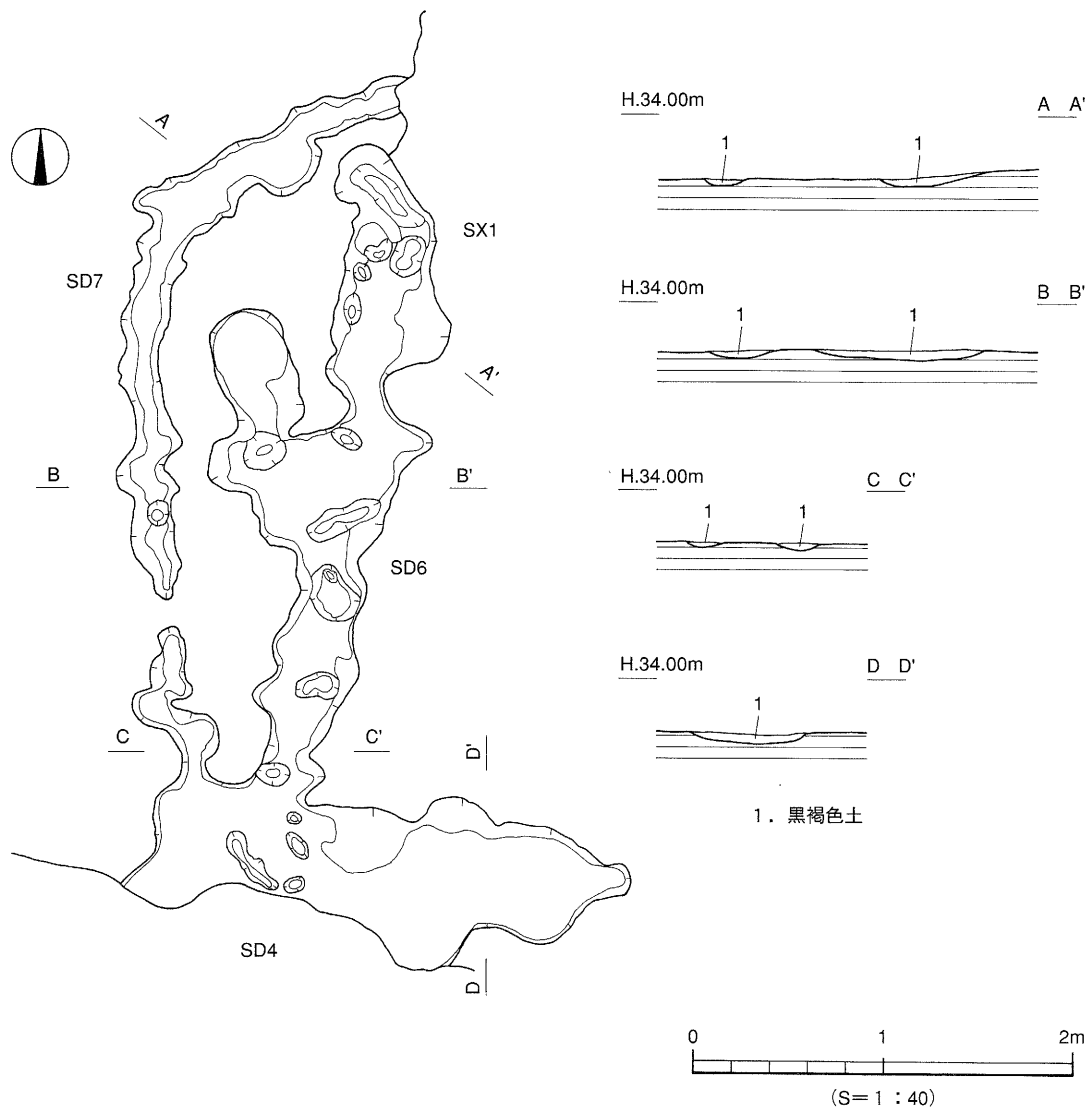 A
SX1
SD7
A'
B
B'
SD6
C
C'
D'
SD4
D
H.34.00m
A A'
1
1
H.34.00m
B B'
1
1
H.34.00m
C C'
1
1
H.34.00m
D D'
1
1. 黒褐色土
0 1 2m
(S=1:40)